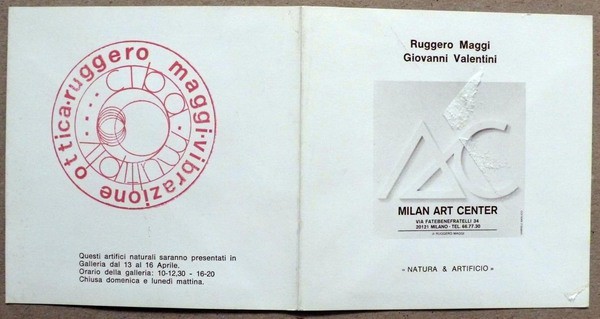 ruggero maggi·vibrazione ottica·
Questi artifici naturali saranno presentati in
Galleria dal 13 al 16 Aprile.
Orario della galleria: 10-12,30 - 16-20
Chiusa domenica e lunedì mattina.
Ruggero Maggi
Giovanni Valentini
MILAN ART CENTER
VIA FATEBENEFRATELLI 34
20121 MILANO - TEL. 66.77.20
« NATURA & ARTIFICIO »